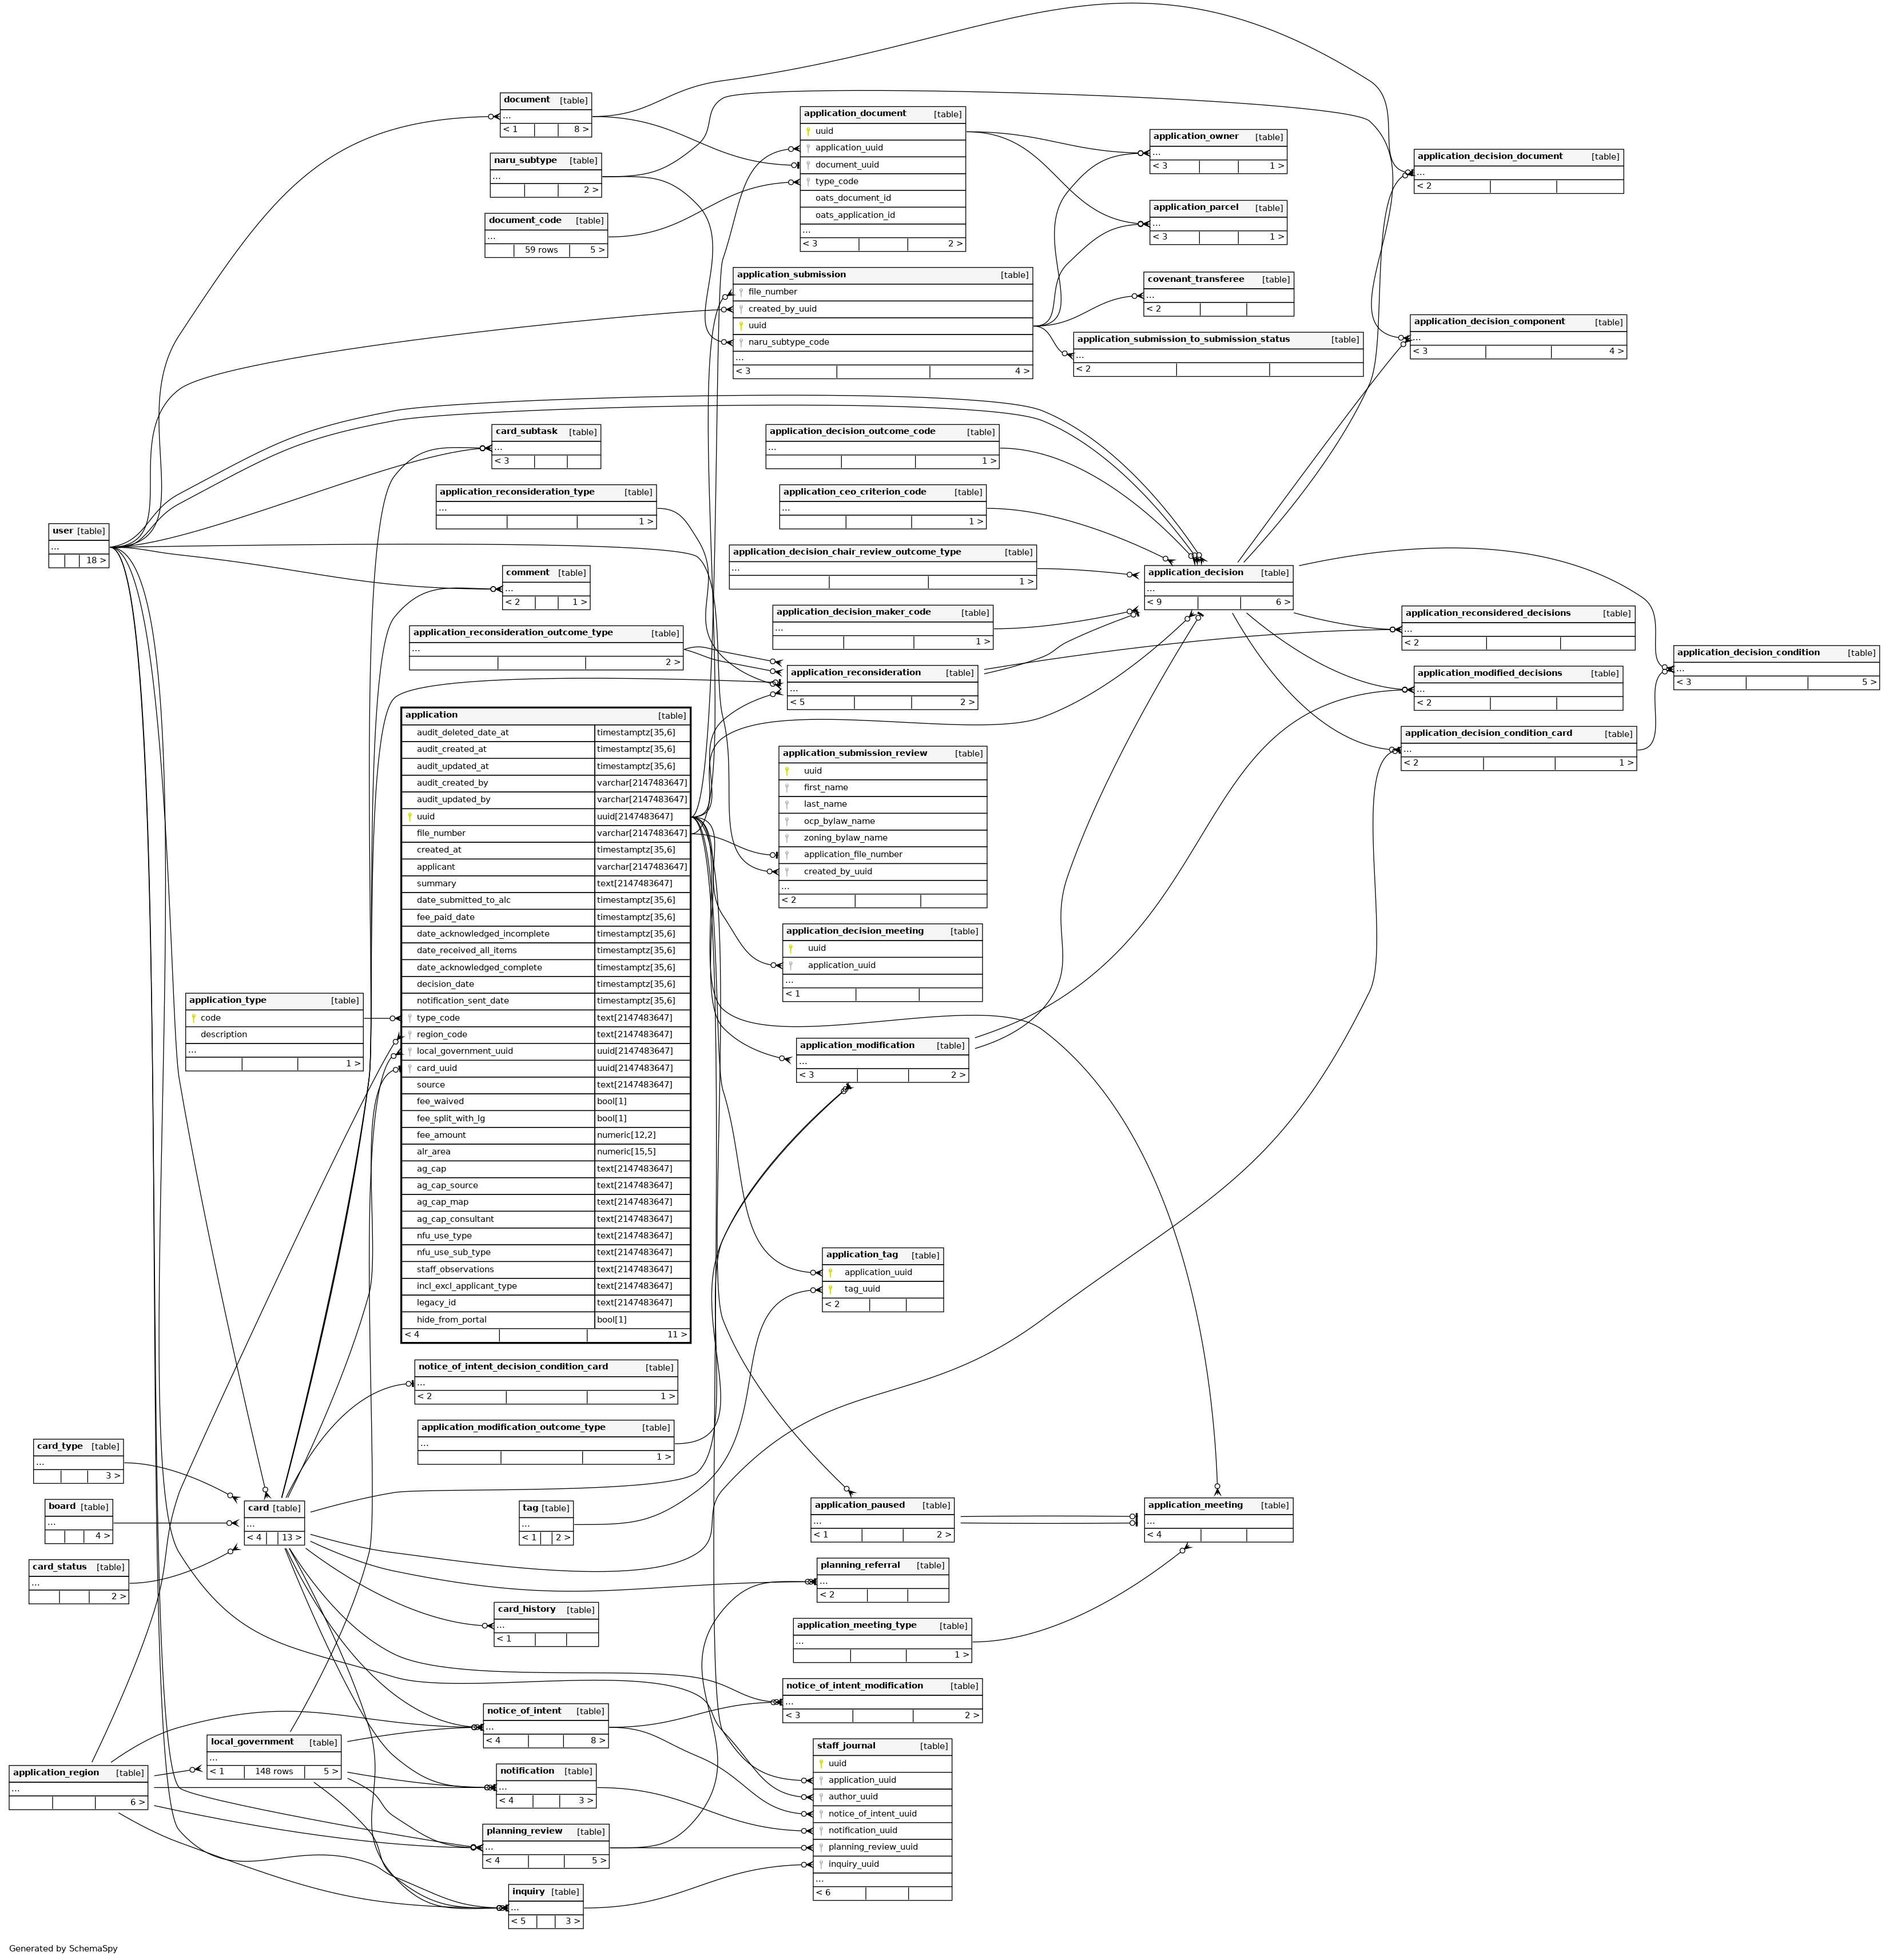 document [table]
...
< 1 8 >
naru_subtype [table]
...
2 >
document_code [table]
...
59 rows 5 >
application_document [table]
uuid
application_uuid
document_uuid
type_code
oats_document_id
oats_application_id
...
< 3 2 >
application_owner [table]
...
< 3 1 >
application_parcel [table]
...
< 3 1 >
application_decision_document [table]
...
< 2
application_submission [table]
file_number
created_by_uuid
uuid
naru_subtype_code
...
< 3 4 >
covenant_transferee [table]
...
< 2
application_submission_to_submission_status [table]
...
< 2
application_decision_component [table]
...
< 3 4 >
card_subtask [table]
...
< 3
application_decision_outcome_code [table]
...
1 >
application_reconsideration_type [table]
...
1 >
application_ceo_criterion_code [table]
...
1 >
user [table]
...
18 >
application_decision_chair_review_outcome_type [table]
...
1 >
comment [table]
...
< 2 1 >
application_decision [table]
...
< 9 6 >
application_decision_maker_code [table]
...
1 >
application_reconsidered_decisions [table]
...
< 2
application_reconsideration_outcome_type [table]
...
2 >
application_decision_condition [table]
...
< 3 5 >
application_reconsideration [table]
...
< 5 2 >
application_modified_decisions [table]
...
< 2
application_decision_condition_card [table]
...
< 2 1 >
application [table]
audit_deleted_date_at timestamptz[35,6]
audit_created_at timestamptz[35,6]
audit_updated_at timestamptz[35,6]
audit_created_by varchar[2147483647]
audit_updated_by varchar[2147483647]
uuid uuid[2147483647]
file_number varchar[2147483647]
created_at timestamptz[35,6]
applicant varchar[2147483647]
summary text[2147483647]
date_submitted_to_alc timestamptz[35,6]
fee_paid_date timestamptz[35,6]
date_acknowledged_incomplete timestamptz[35,6]
date_received_all_items timestamptz[35,6]
date_acknowledged_complete timestamptz[35,6]
decision_date timestamptz[35,6]
notification_sent_date timestamptz[35,6]
type_code text[2147483647]
region_code text[2147483647]
local_government_uuid uuid[2147483647]
card_uuid uuid[2147483647]
source text[2147483647]
fee_waived bool[1]
fee_split_with_lg bool[1]
fee_amount numeric[12,2]
alr_area numeric[15,5]
ag_cap text[2147483647]
ag_cap_source text[2147483647]
ag_cap_map text[2147483647]
ag_cap_consultant text[2147483647]
nfu_use_type text[2147483647]
nfu_use_sub_type text[2147483647]
staff_observations text[2147483647]
incl_excl_applicant_type text[2147483647]
legacy_id text[2147483647]
hide_from_portal bool[1]
< 4 11 >
application_submission_review [table]
uuid
first_name
last_name
ocp_bylaw_name
zoning_bylaw_name
application_file_number
created_by_uuid
...
< 2
application_decision_meeting [table]
uuid
application_uuid
...
< 1
application_type [table]
code
description
...
1 >
application_modification [table]
...
< 3 2 >
application_tag [table]
application_uuid
tag_uuid
< 2
notice_of_intent_decision_condition_card [table]
...
< 2 1 >
application_modification_outcome_type [table]
...
1 >
card_type [table]
...
3 >
board [table]
...
4 >
card_status [table]
...
2 >
card [table]
...
< 4 13 >
tag [table]
...
< 1 2 >
application_paused [table]
...
< 1 2 >
application_meeting [table]
...
< 4
planning_referral [table]
...
< 2
card_history [table]
...
< 1
application_meeting_type [table]
...
1 >
notice_of_intent_modification [table]
...
< 3 2 >
notice_of_intent [table]
...
< 4 8 >
local_government [table]
...
< 1 148 rows 5 >
application_region [table]
...
6 >
notification [table]
...
< 4 3 >
planning_review [table]
...
< 4 5 >
inquiry [table]
...
< 5 3 >
staff_journal [table]
uuid
application_uuid
author_uuid
notice_of_intent_uuid
notification_uuid
planning_review_uuid
inquiry_uuid
...
< 6
Generated by SchemaSpy